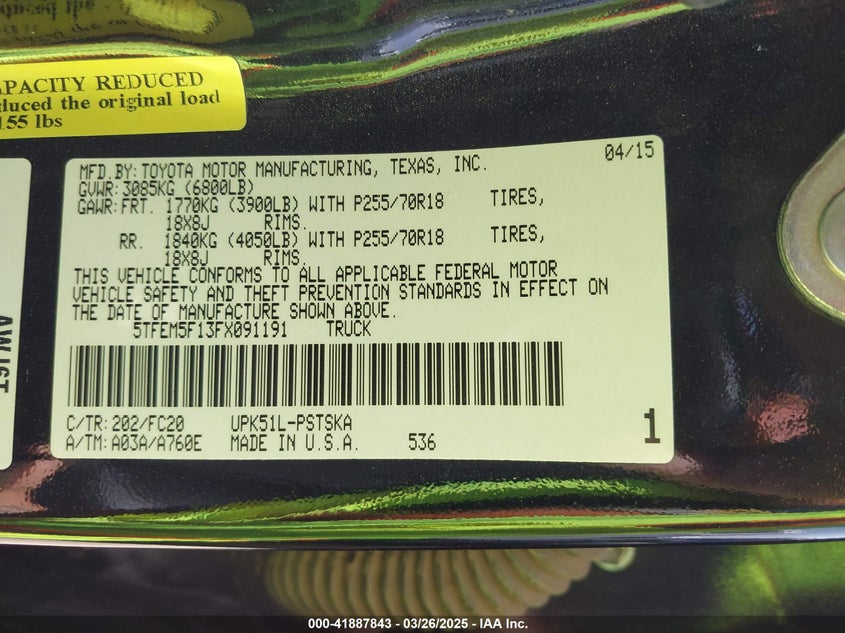 APACITY REDUCED
duced the original load
155 lbs
MFD.BY:TOYOTA MOTOR MANUFACTURING, TEXAS, INC. 04/15
GVWR:3085KG (6800LB)
GAWR:FRT. 1770KG (3900LB) WITH P255/70R18 TIRES,
18X8J RIMS.
RR. 1840KG (4050LB) WITH P255/70R18 TIRES,
18X8J RIMS.
THIS VEHICLE CONFORMS TO ALL APPLICABLE FEDERAL MOTOR
VEHICLE SAFETY AND THEFT PREVENTION STANDARDS IN EFFECT ON
THE DATE OF MANUFACTURE SHOWN ABOVE.
5TFEM5F13FX091191 TRUCK
C/TR:202/FC20 UPK51L-PSTSKA
A/TM:A03A/A760E MADE IN U.S.A. 536 1
000-41887843 - 03/26/2025 - IAA Inc.